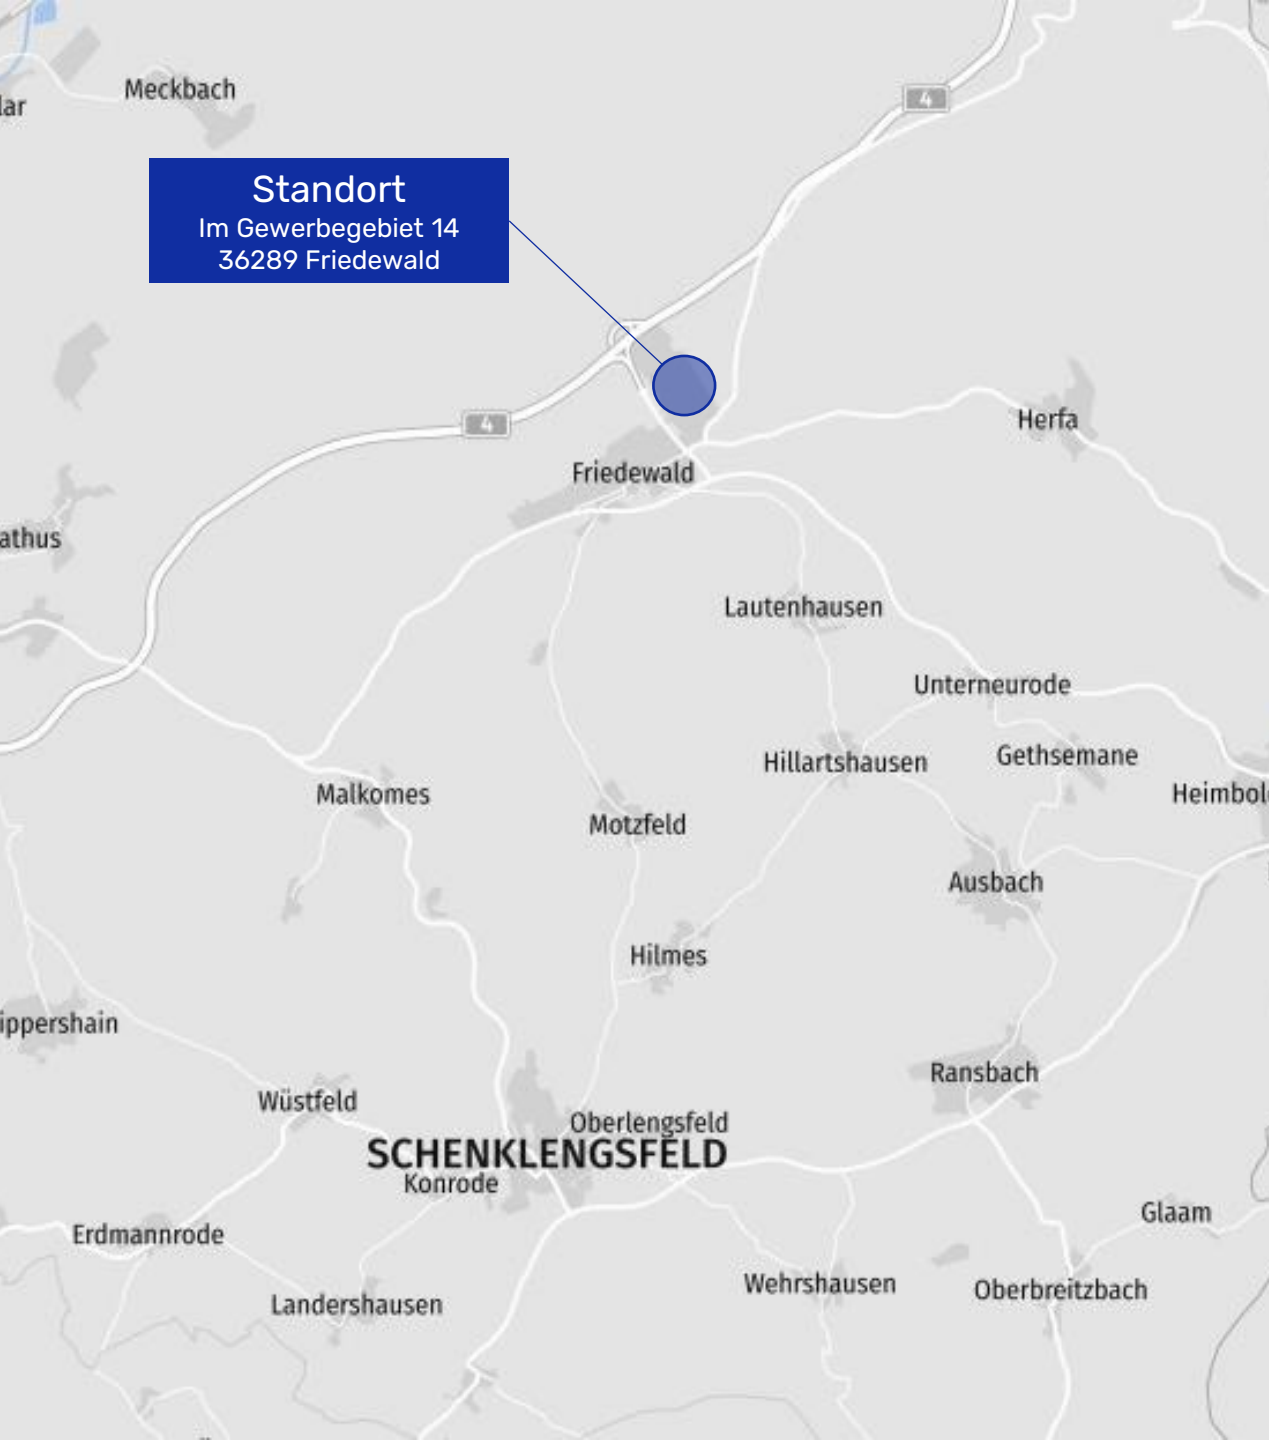 Meckbach
lar
4
Standort
Im Gewerbegebiet 14
36289 Friedewald
4
Herfa
Friedewald
athus
Lautenhausen
Unterneurode
Gethsemane
Hillartshausen
Heimbol
Malkomes
Motzfeld
Ausbach
Hilmes
ippershain
Ransbach
Wüstfeld
Oberlengsfeld
SCHENKLENGSFELD
Konrode
Glaam
Erdmannrode
Wehrshausen
Oberbreitzbach
Landershausen